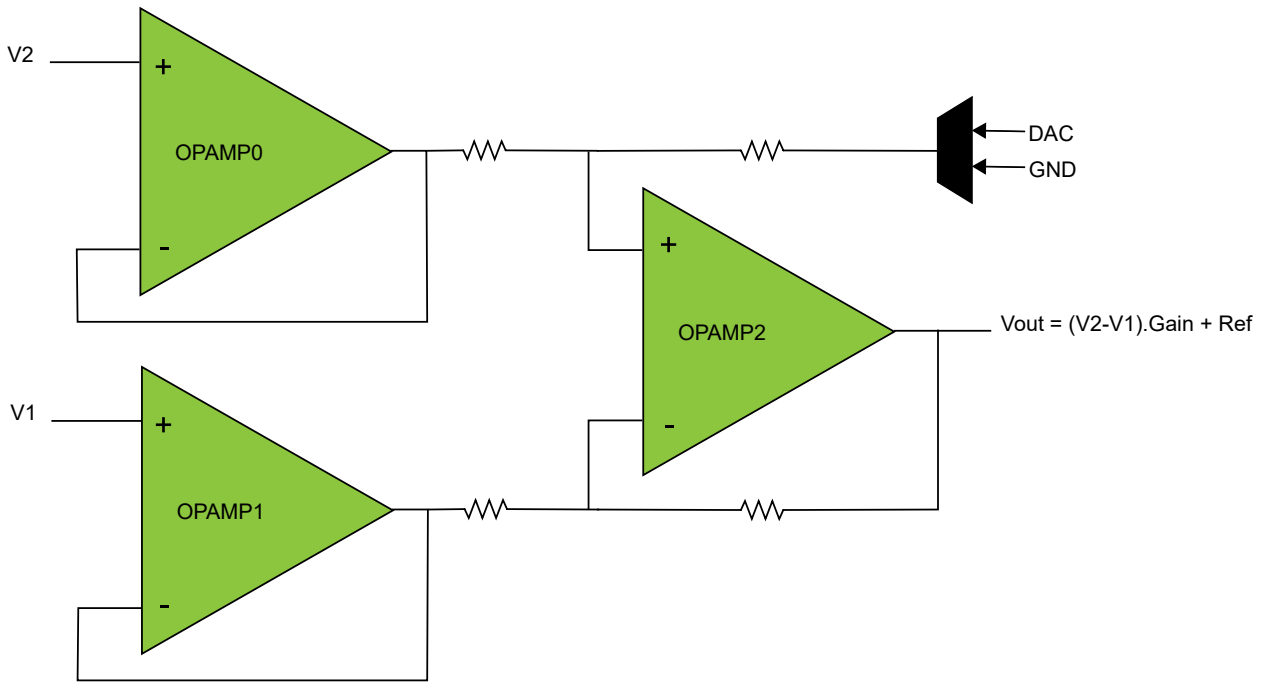 V2
+
OPAMP0
-
DAC
GND
+
OPAMP2
-
Vout = (V2-V1).Gain + Ref
V1
+
OPAMP1
-